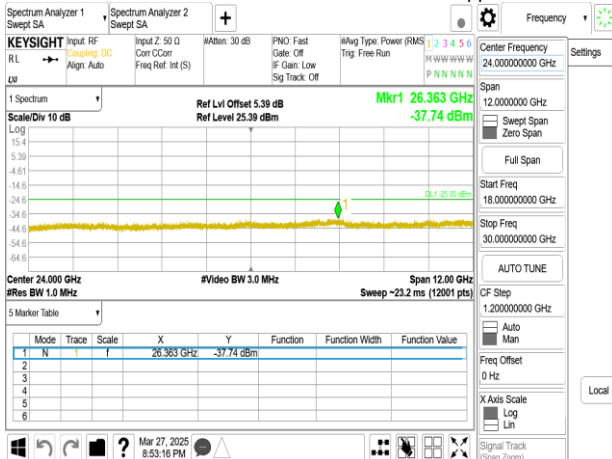 Spectrum Analyzer 1
Swept SA
Spectrum Analyzer 2
Swept SA
+
Frequency
KEYSIGHT
RL
Input: RF
Coupling: DC
Align: Auto
Input Z: 50 Ω
Corr CCorr
Freq Ref: Int (S)
#Atten: 30 dB
PNO: Fast
Gate: Off
IF Gain: Low
Sig Track: Off
#Avg Type: Power (RMS
Trig: Free Run
1 2 3 4 5 6
M W W W W W
P N N N N N
Center Frequency
24.000000000 GHz
Settings
Span
12.0000000 GHz
Swept Span
Zero Span
Full Span
Start Freq
18.000000000 GHz
Stop Freq
30.000000000 GHz
AUTO TUNE
CF Step
1.200000000 GHz
Auto
Man
Freq Offset
0 Hz
X Axis Scale
Log
Lin
Signal Track
(Span Zoom)
Local
1 Spectrum
Scale/Div 10 dB
Ref Lvl Offset 5.39 dB
Ref Level 25.39 dBm
Mkr1 26.363 GHz
-37.74 dBm
Log
15.4
5.39
-4.61
-14.6
-24.6
-34.6
-44.6
-54.6
-64.6
DL1 -25.00 dBm
1
Center 24.000 GHz
#Res BW 1.0 MHz
#Video BW 3.0 MHz
Span 12.00 GHz
Sweep ~23.2 ms (12001 pts)
5 Marker Table
Mode Trace Scale X Y Function Function Width Function Value
1 N 1 f 26.363 GHz -37.74 dBm
2
3
4
5
6
?
Mar 27, 2025
8:53:16 PM